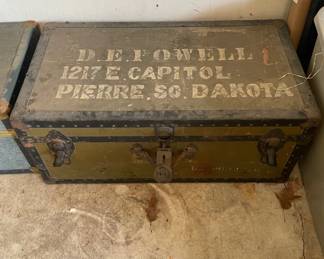 D.E.POWELL
1217 E. CAPITOL
PIERRE, SO. DAKOTA